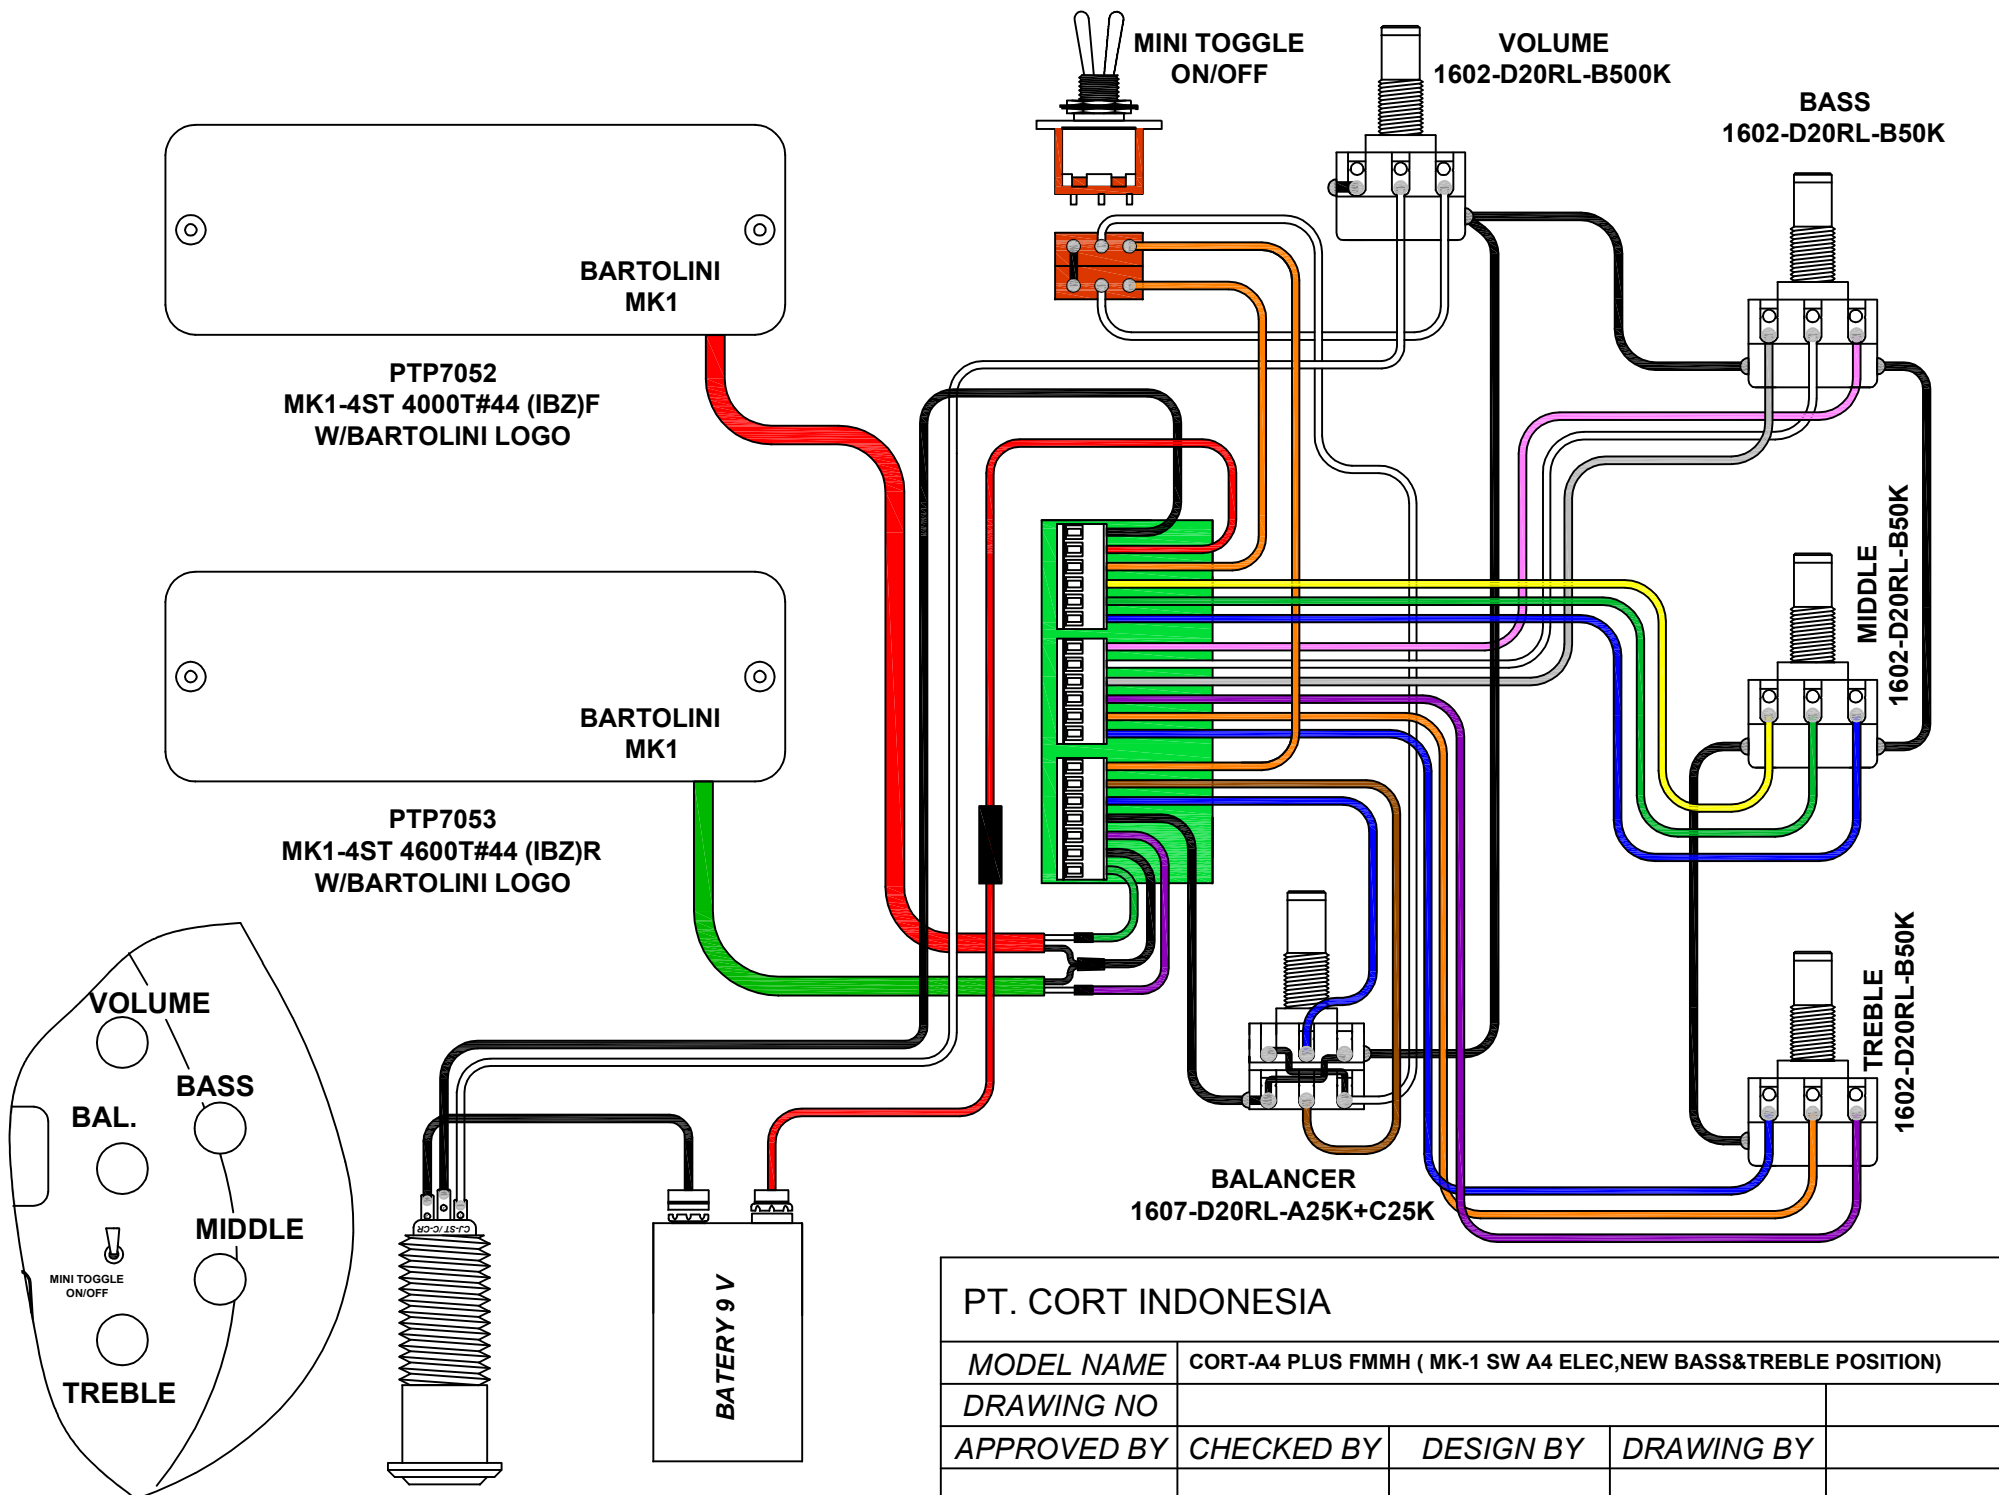 MINI TOGGLE
ON/OFF
VOLUME
1602-D20RL-B500K
BASS
1602-D20RL-B50K
BARTOLINI
MK1
PTP7052
MK1-4ST 4000T#44 (IBZ)F
W/BARTOLINI LOGO
MIDDLE
1602-D20RL-B50K
BARTOLINI
MK1
PTP7053
MK1-4ST 4600T#44 (IBZ)R
W/BARTOLINI LOGO
TREBLE
1602-D20RL-B50K
VOLUME
BASS
BAL.
MIDDLE
MINI TOGGLE
ON/OFF
TREBLE
CJ-ST/C-CR
BATERY 9 V
BALANCER
1607-D20RL-A25K+C25K
PT. CORT INDONESIA
MODEL NAME CORT-A4 PLUS FMMH ( MK-1 SW A4 ELEC,NEW BASS&TREBLE POSITION)
DRAWING NO
APPROVED BY CHECKED BY DESIGN BY DRAWING BY